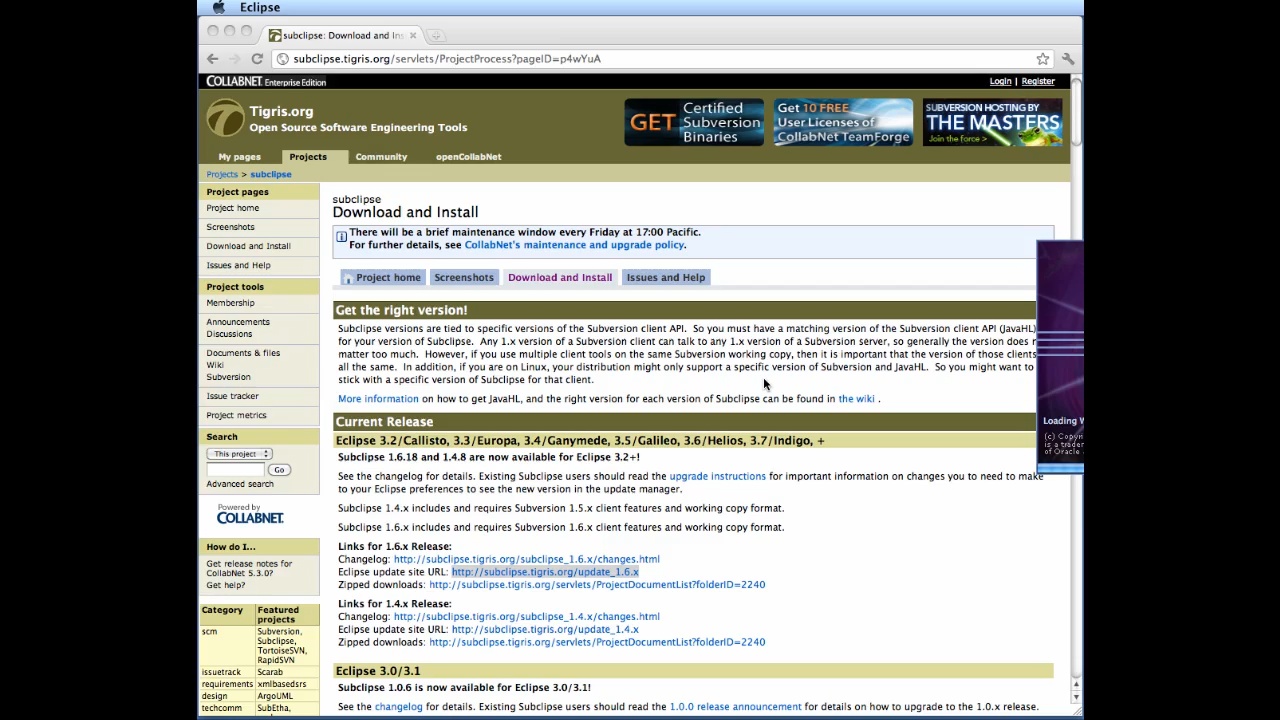 Eclipse
subclipse: Download and Ins
subclipse.tigris.org/servlets/ProjectProcess?pageID=p4wYuA
COLLABNET Enterprise Edition
Login | Register
Tigris.org
Open Source Software Engineering Tools
GET Certified Subversion Binaries
Get 10 FREE User Licenses of CollabNet TeamForge
SUBVERSION HOSTING BY THE MASTERS
Join the force >
My pages Projects Community openCollabNet
Projects > subclipse
Project pages
Project home
Screenshots
Download and Install
Issues and Help
Project tools
Membership
Announcements
Discussions
Documents & files
Wiki
Subversion
Issue tracker
Project metrics
Search
This project
Go
Advanced search
Powered by
COLLABNET
How do I...
Get release notes for
CollabNet 5.3.0?
Get help?
Category Featured projects
scm Subversion, Subclipse, TortoiseSVN, RapidSVN
issuetrack Scarab
requirements xmlbasedsrs
design ArgoUML
techcomm SubEtha,
subclipse
Download and Install
There will be a brief maintenance window every Friday at 17:00 Pacific.
For further details, see CollabNet's maintenance and upgrade policy.
Project home Screenshots Download and Install Issues and Help
Get the right version!
Subclipse versions are tied to specific versions of the Subversion client API. So you must have a matching version of the Subversion client API (JavaHL)
for your version of Subclipse. Any 1.x version of a Subversion client can talk to any 1.x version of a Subversion server, so generally the version does n
matter too much. However, if you use multiple client tools on the same Subversion working copy, then it is important that the version of those clients
all the same. In addition, if you are on Linux, your distribution might only support a specific version of Subversion and JavaHL. So you might want to
stick with a specific version of Subclipse for that client.
More information on how to get JavaHL, and the right version for each version of Subclipse can be found in the wiki .
Current Release
Eclipse 3.2/Callisto, 3.3/Europa, 3.4/Ganymede, 3.5/Galileo, 3.6/Helios, 3.7/Indigo, +
Subclipse 1.6.18 and 1.4.8 are now available for Eclipse 3.2+!
See the changelog for details. Existing Subclipse users should read the upgrade instructions for important information on changes you to need to make
to your Eclipse preferences to see the new version in the update manager.
Subclipse 1.4.x includes and requires Subversion 1.5.x client features and working copy format.
Subclipse 1.6.x includes and requires Subversion 1.6.x client features and working copy format.
Links for 1.6.x Release:
Changelog: http://subclipse.tigris.org/subclipse_1.6.x/changes.html
Eclipse update site URL: http://subclipse.tigris.org/update_1.6.x
Zipped downloads: http://subclipse.tigris.org/servlets/ProjectDocumentList?folderID=2240
Links for 1.4.x Release:
Changelog: http://subclipse.tigris.org/subclipse_1.4.x/changes.html
Eclipse update site URL: http://subclipse.tigris.org/update_1.4.x
Zipped downloads: http://subclipse.tigris.org/servlets/ProjectDocumentList?folderID=2240
Eclipse 3.0/3.1
Subclipse 1.0.6 is now available for Eclipse 3.0/3.1!
See the changelog for details. Existing Subclipse users should read the 1.0.0 release announcement for details on how to upgrade to the 1.0.x release.
Loading W
(c) Copyr
is a trader
of Oracle